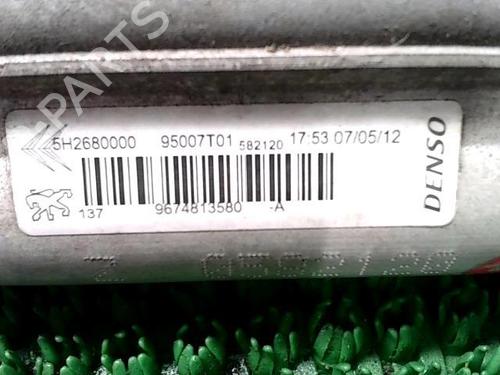 PARTS
5H2680000 95007T01 582120 17:53 07/05/12
DENSO
137 9674813580 -A